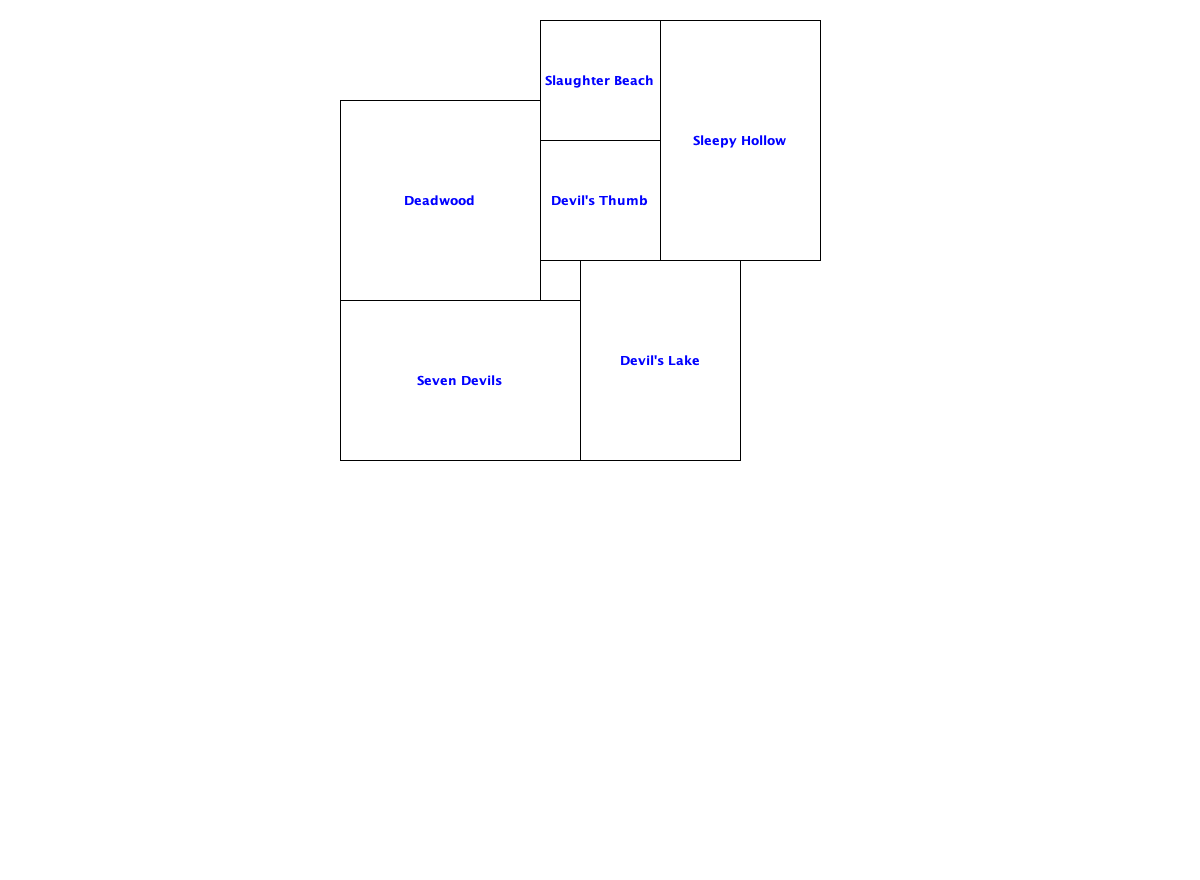 Slaughter Beach
Sleepy Hollow
Deadwood
Devil's Thumb
Devil's Lake
Seven Devils